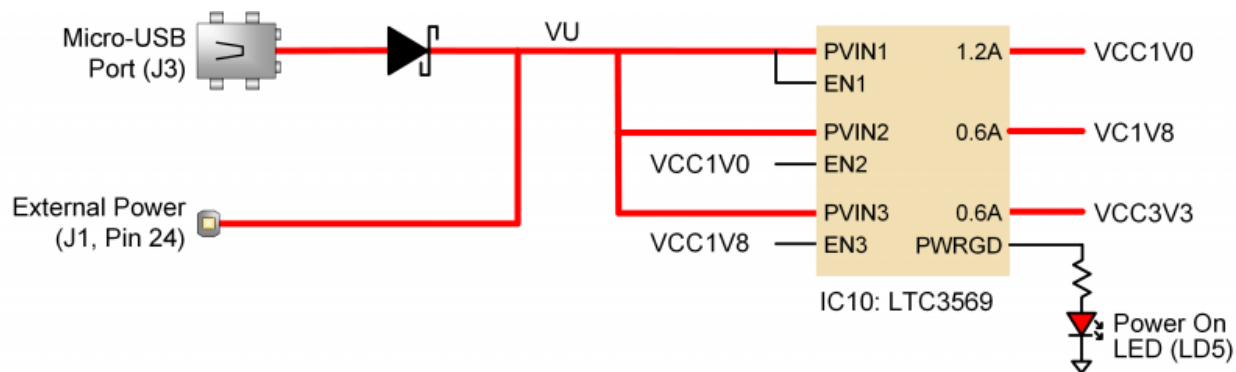 Micro-USB
Port (J3)
VU
External Power
(J1, Pin 24)
PVIN1
1.2A
VCC1V0
EN1
PVIN2
0.6A
VC1V8
VCC1V0
EN2
PVIN3
0.6A
VCC3V3
VCC1V8
EN3
PWRGD
IC10: LTC3569
Power On
LED (LD5)